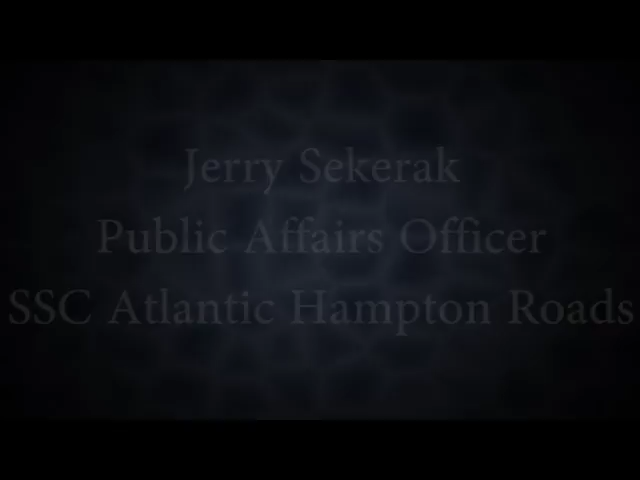 Jerry Sekerak
Public Affairs Officer
SSC Atlantic Hampton Roads